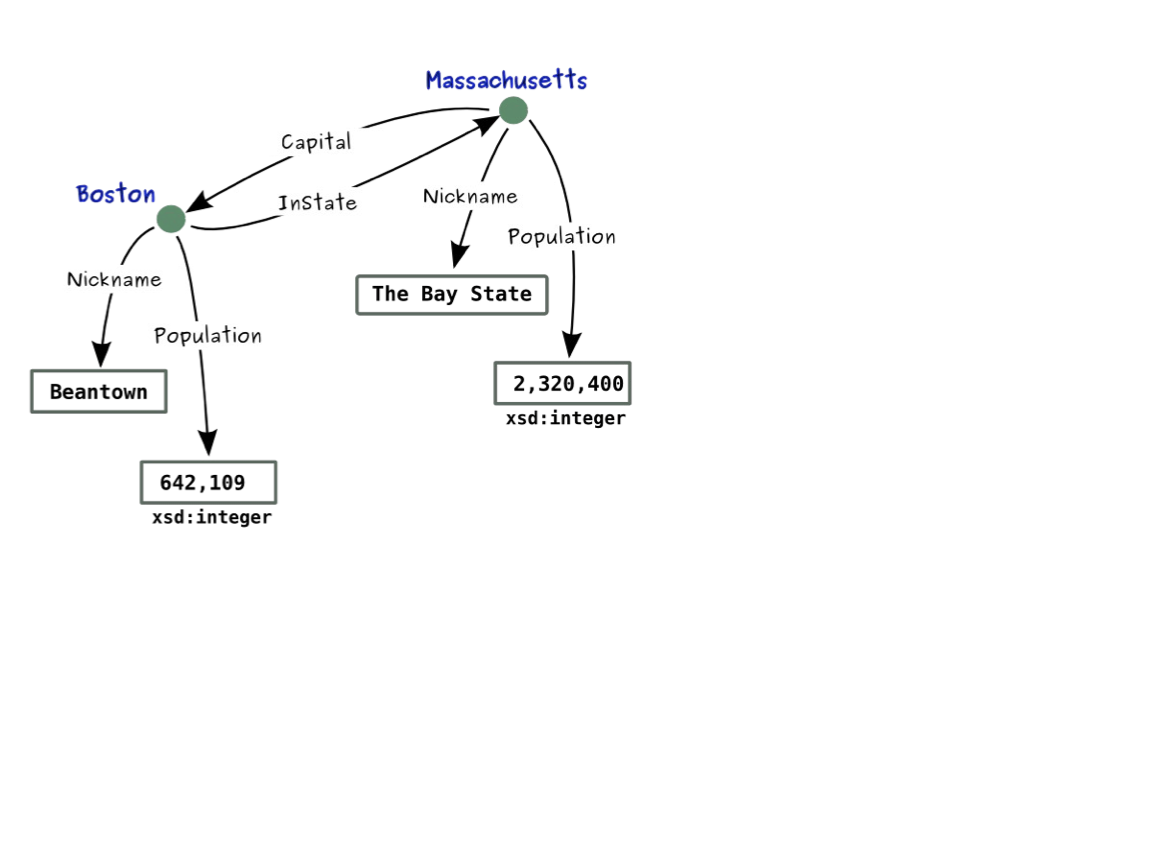 Massachusetts
Capital
Boston
InState
Nickname
Population
Nickname
The Bay State
Population
2,320,400
Beantown
xsd:integer
642,109
xsd:integer